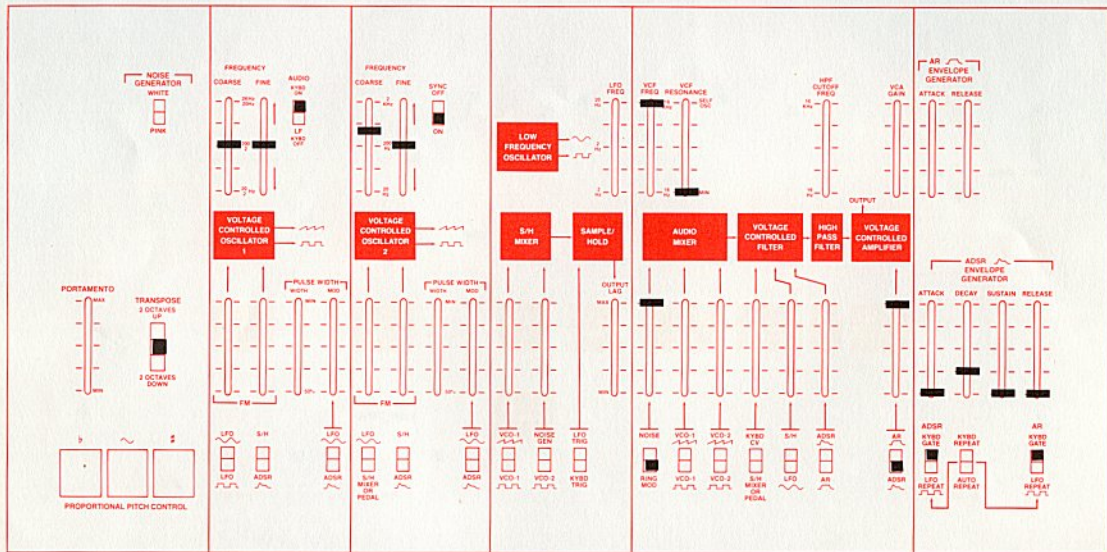 NOISE
GENERATOR
WHITE
PINK
PORTAMENTO
MAX
MIN
TRANSPOSE
2 OCTAVES
UP
2 OCTAVES
DOWN
♭
♯
PROPORTIONAL PITCH CONTROL
FREQUENCY
COARSE
FINE
AUDIO
KYBD
ON
LF
KYBD
OFF
VOLTAGE
CONTROLLED
OSCILLATOR
1
PULSE WIDTH
WIDTH
MOD
MIN
FM
LFO
S/H
LFO
LFO
ADSR
ADSR
FREQUENCY
COARSE
FINE
SYNC
OFF
ON
VOLTAGE
CONTROLLED
OSCILLATOR
2
PULSE WIDTH
WIDTH
MOD
MIN
FM
LFO
S/H
LFO
S/H
MIXER
OR
PEDAL
ADSR
ADSR
LOW
FREQUENCY
OSCILLATOR
LFO
FREQ
S/H
MIXER
SAMPLE/
HOLD
OUTPUT
LAG
MAX
MIN
VCO-1
NOISE
GEN
LFO
TRIG
VCO-1
VCO-2
KYBD
TRIG
VCF
FREQ
VCF
RESONANCE
SELF
OSC
MIN
HPF
CUTOFF
FREQ
VCA
GAIN
OUTPUT
AUDIO
MIXER
VOLTAGE
CONTROLLED
FILTER
HIGH
PASS
FILTER
VOLTAGE
CONTROLLED
AMPLIFIER
NOISE
VCO-1
VCO-2
KYBD
CV
S/H
ADSR
AR
RING
MOD
VCO-1
VCO-2
S/H
MIXER
OR
PEDAL
LFO
AR
ADSR
AR
ENVELOPE
GENERATOR
ATTACK
RELEASE
ADSR
ENVELOPE
GENERATOR
ATTACK
DECAY
SUSTAIN
RELEASE
ADSR
KYBD
GATE
KYBD
REPEAT
AR
KYBD
GATE
LFO
REPEAT
AUTO
REPEAT
LFO
REPEAT